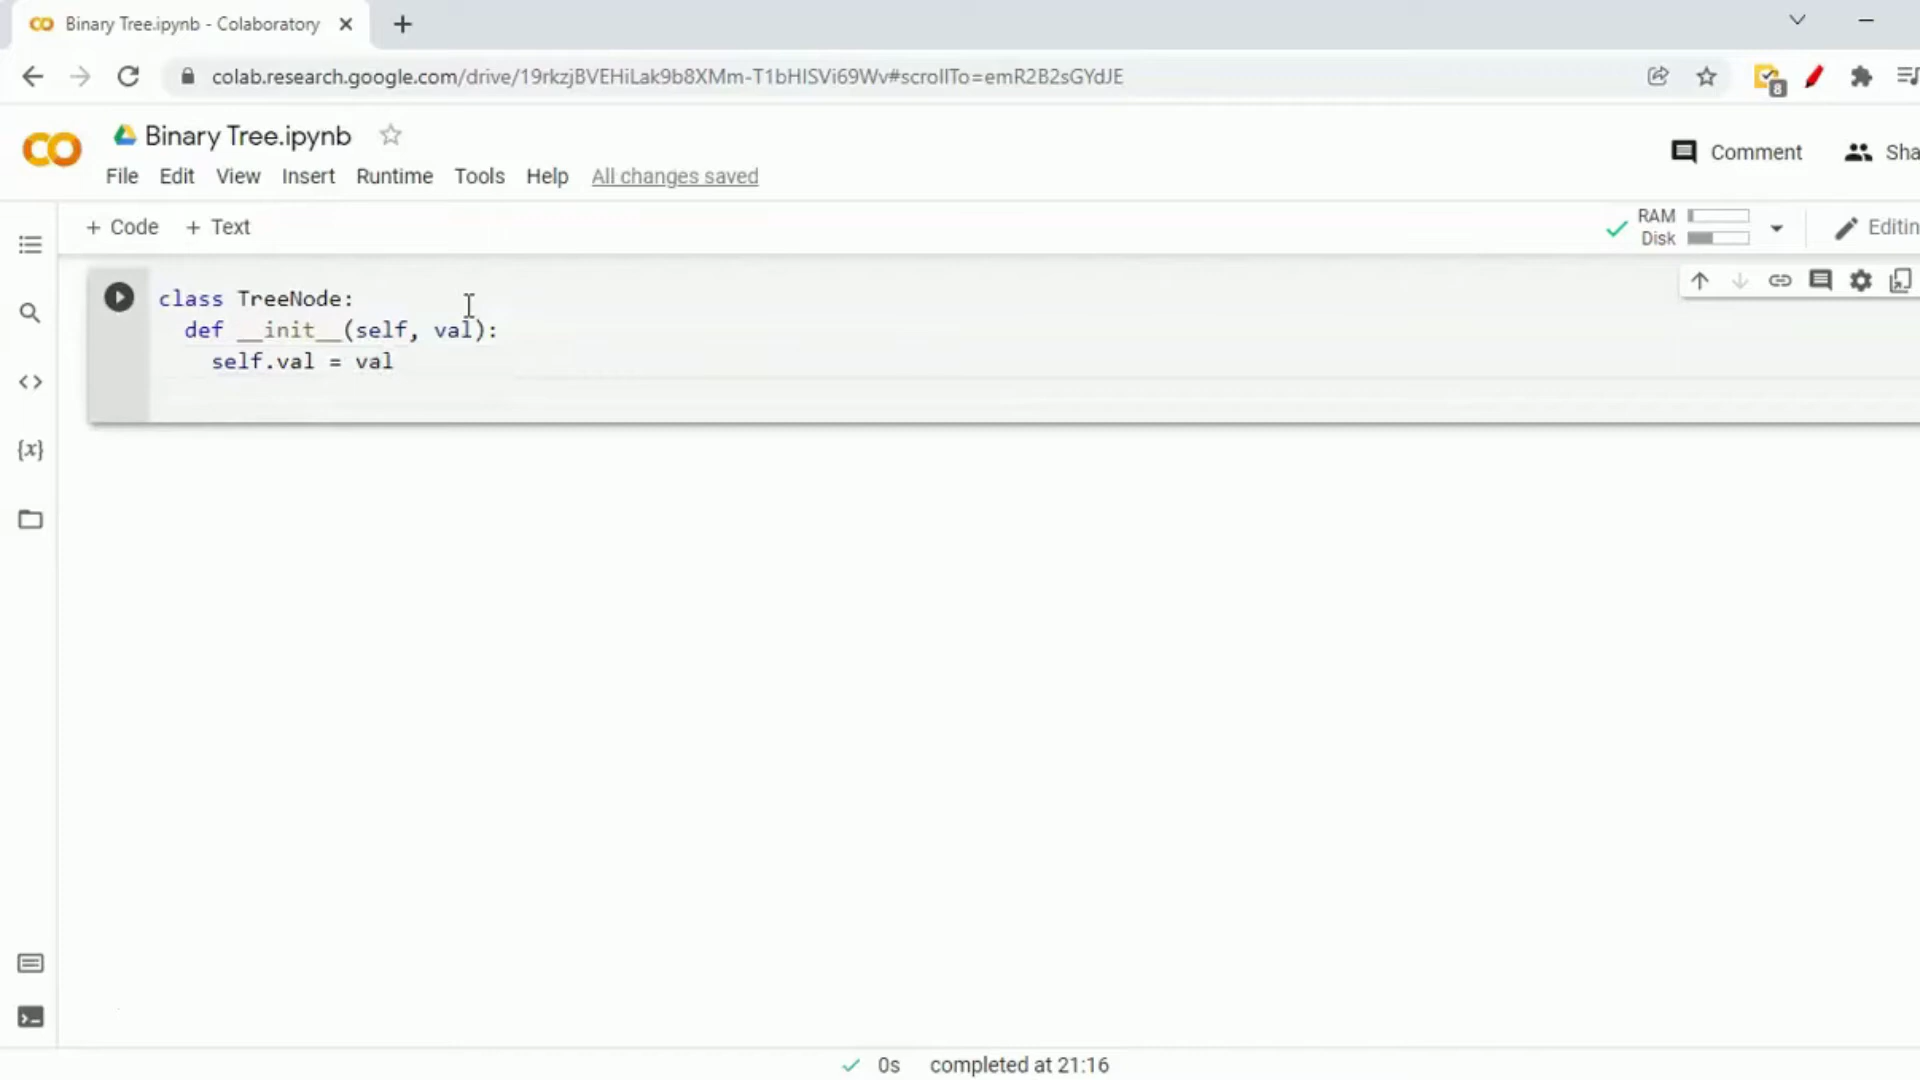 Binary Tree.ipynb - Colaboratory
colab.research.google.com/drive/19rkzjBVEHiLak9b8XMm-T1bHISVi69Wv#scrollTo=emR2B2sGYdJE
8
CO Binary Tree.ipynb
File Edit View Insert Runtime Tools Help All changes saved
Comment Sha
+ Code + Text
RAM
Disk
Editin
class TreeNode:
  def __init__(self, val):
    self.val = val
{x}
0s completed at 21:16